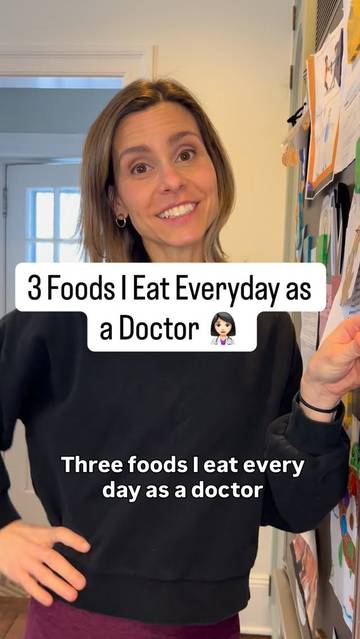 3 Foods I Eat Everyday as
a Doctor 👩🏻‍⚕️
Three foods I eat every
day as a doctor